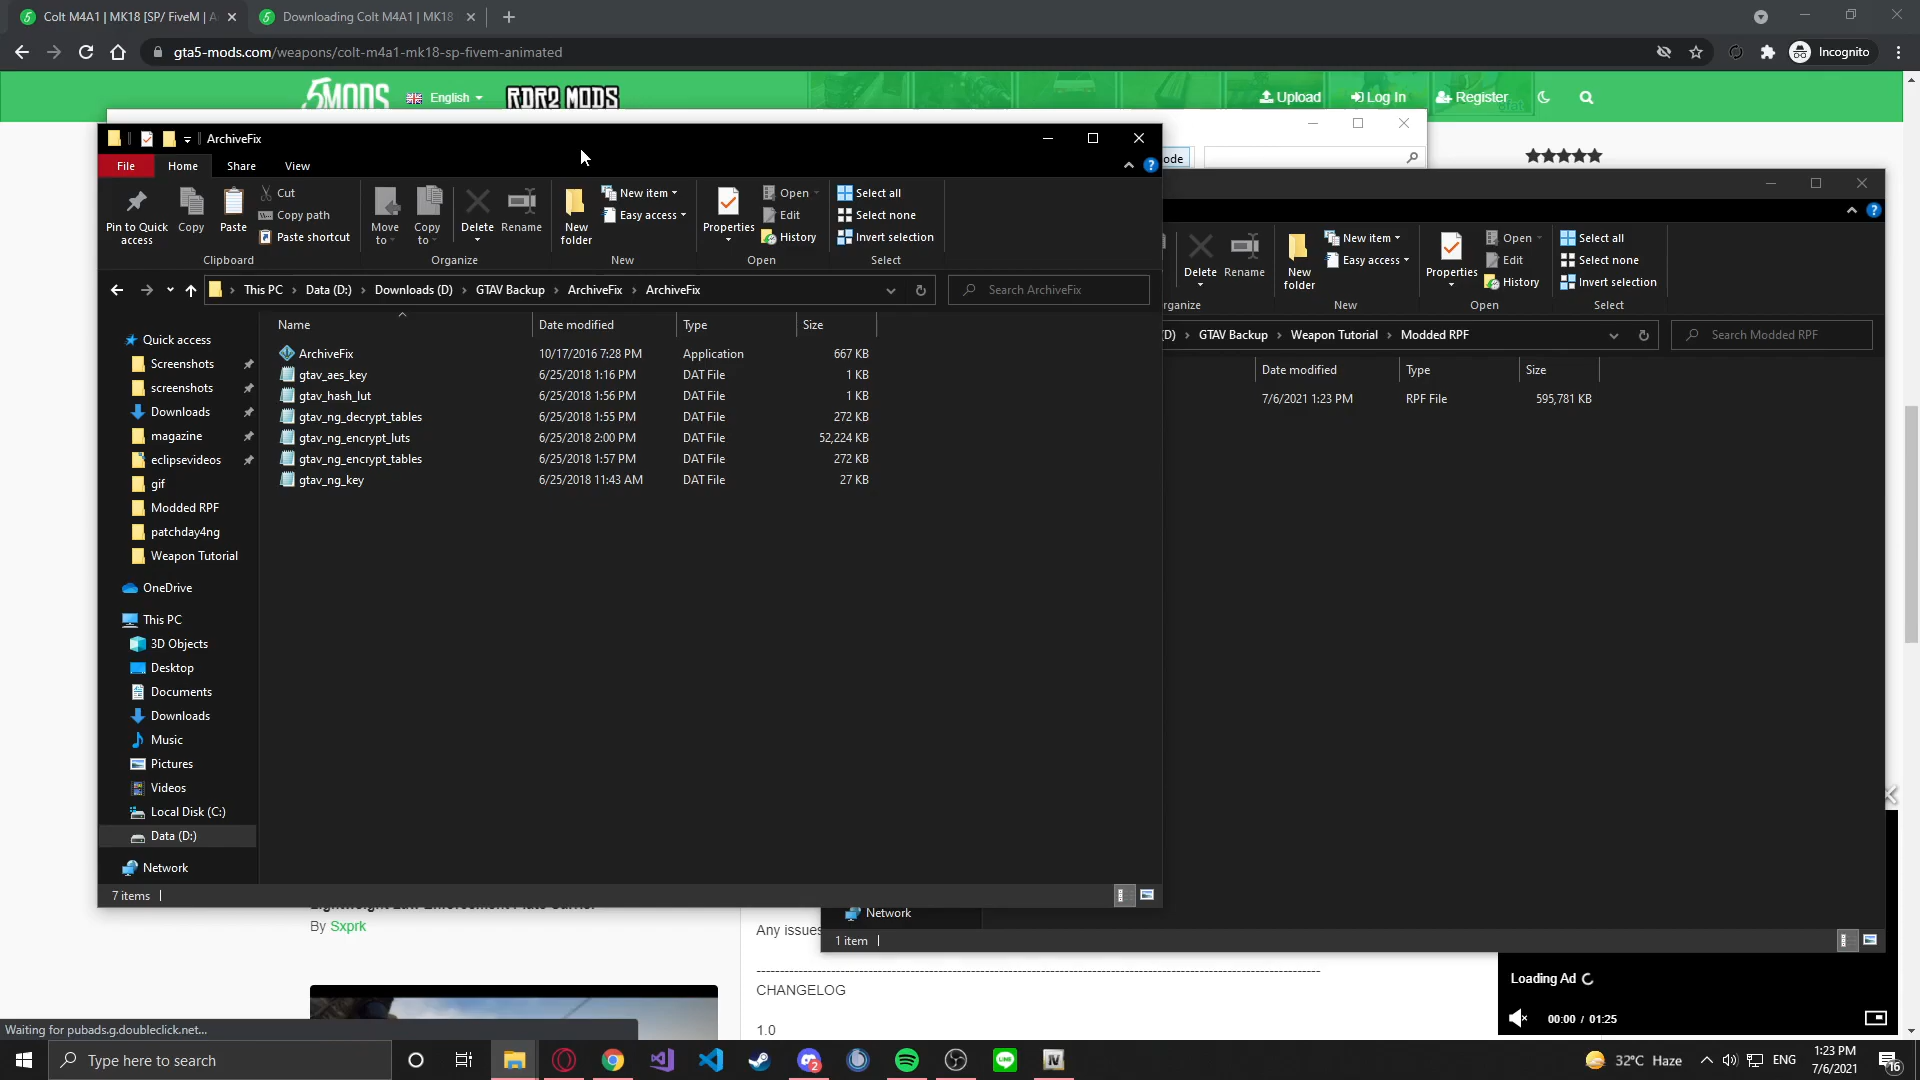 Colt M4A1 | MK18 [SP/ FiveM | A
Downloading Colt M4A1 | MK18
gta5-mods.com/weapons/colt-m4a1-mk18-sp-fivem-animated
Incognito
5MODS
English
RDR2 MODS
Upload
Log In
Register
ArchiveFix
File
Home
Share
View
Pin to Quick access
Copy
Paste
Cut
Copy path
Paste shortcut
Clipboard
Move to
Copy to
Delete
Rename
Organize
New folder
New item
Easy access
New
Properties
Open
Edit
History
Open
Select all
Select none
Invert selection
Select
This PC > Data (D:) > Downloads (D) > GTAV Backup > ArchiveFix > ArchiveFix
Search ArchiveFix
Name Date modified Type Size
ArchiveFix 10/17/2016 7:28 PM Application 667 KB
gtav_aes_key 6/25/2018 1:16 PM DAT File 1 KB
gtav_hash_lut 6/25/2018 1:56 PM DAT File 1 KB
gtav_ng_decrypt_tables 6/25/2018 1:55 PM DAT File 272 KB
gtav_ng_encrypt_luts 6/25/2018 2:00 PM DAT File 52,224 KB
gtav_ng_encrypt_tables 6/25/2018 1:57 PM DAT File 272 KB
gtav_ng_key 6/25/2018 11:43 AM DAT File 27 KB
Quick access
Screenshots
screenshots
Downloads
magazine
eclipsevideos
gif
Modded RPF
patchday4ng
Weapon Tutorial
OneDrive
This PC
3D Objects
Desktop
Documents
Downloads
Music
Pictures
Videos
Local Disk (C:)
Data (D:)
Network
7 items
ode
Delete
Rename
rganize
New folder
New item
Easy access
New
Properties
Open
Edit
History
Open
Select all
Select none
Invert selection
Select
D) > GTAV Backup > Weapon Tutorial > Modded RPF
Search Modded RPF
Date modified Type Size
7/6/2021 1:23 PM RPF File 595,781 KB
Network
1 item
By Sxprk
Any issues
CHANGELOG
1.0
Loading Ad
00:00 / 01:25
Waiting for pubads.g.doubleclick.net...
Type here to search
2
IV
LINE
32°C Haze
ENG
1:23 PM
7/6/2021
16